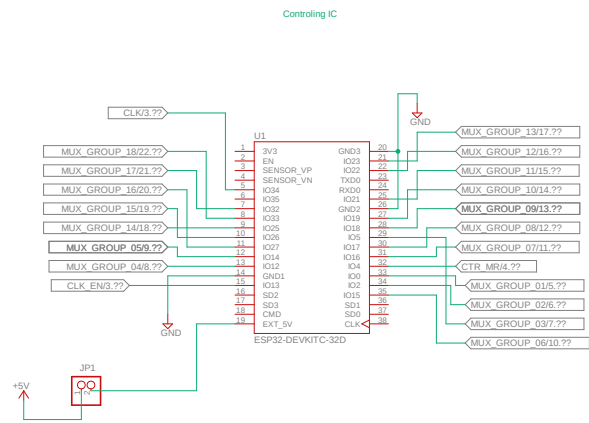 Controling IC
CLK/3.??
GND
U1
MUX_GROUP_13/17.??
MUX_GROUP_18/22.??
1 3V3 GND3 20
MUX_GROUP_12/16.??
2 EN IO23 21
MUX_GROUP_17/21.??
3 SENSOR_VP IO22 22
MUX_GROUP_11/15.??
4 SENSOR_VN TXD0 23
MUX_GROUP_16/20.??
5 IO34 RXD0 24
MUX_GROUP_10/14.??
6 IO35 IO21 25
MUX_GROUP_15/19.??
7 IO32 GND2 26
MUX_GROUP_09/13.??
8 IO33 IO19 27
MUX_GROUP_14/18.??
9 IO25 IO18 28
MUX_GROUP_08/12.??
10 IO26 IO5 29
MUX_GROUP_05/9.??
11 IO27 IO17 30
MUX_GROUP_07/11.??
12 IO14 IO16 31
MUX_GROUP_04/8.??
13 IO12 IO4 32
CTR_MR/4.??
14 GND1 IO0 33
CLK_EN/3.??
15 IO13 IO2 34
MUX_GROUP_01/5.??
16 SD2 IO15 35
MUX_GROUP_02/6.??
17 SD3 SD1 36
18 CMD SD0 37
MUX_GROUP_03/7.??
19 EXT_5V CLK 38
GND
ESP32-DEVKITC-32D
MUX_GROUP_06/10.??
JP1
+5V
1
2